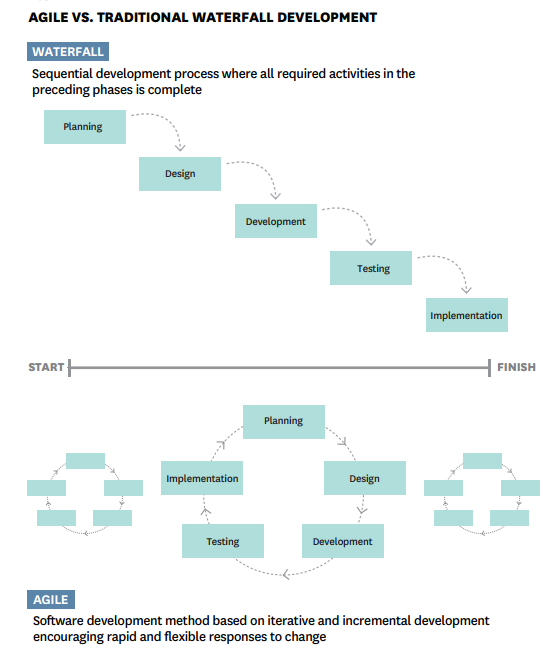 AGILE VS. TRADITIONAL WATERFALL DEVELOPMENT
WATERFALL
Sequential development process where all required activities in the
preceding phases is complete
Planning
Design
Development
Testing
Implementation
START
FINISH
Planning
Implementation
Design
Testing
Development
AGILE
Software development method based on iterative and incremental development
encouraging rapid and flexible responses to change